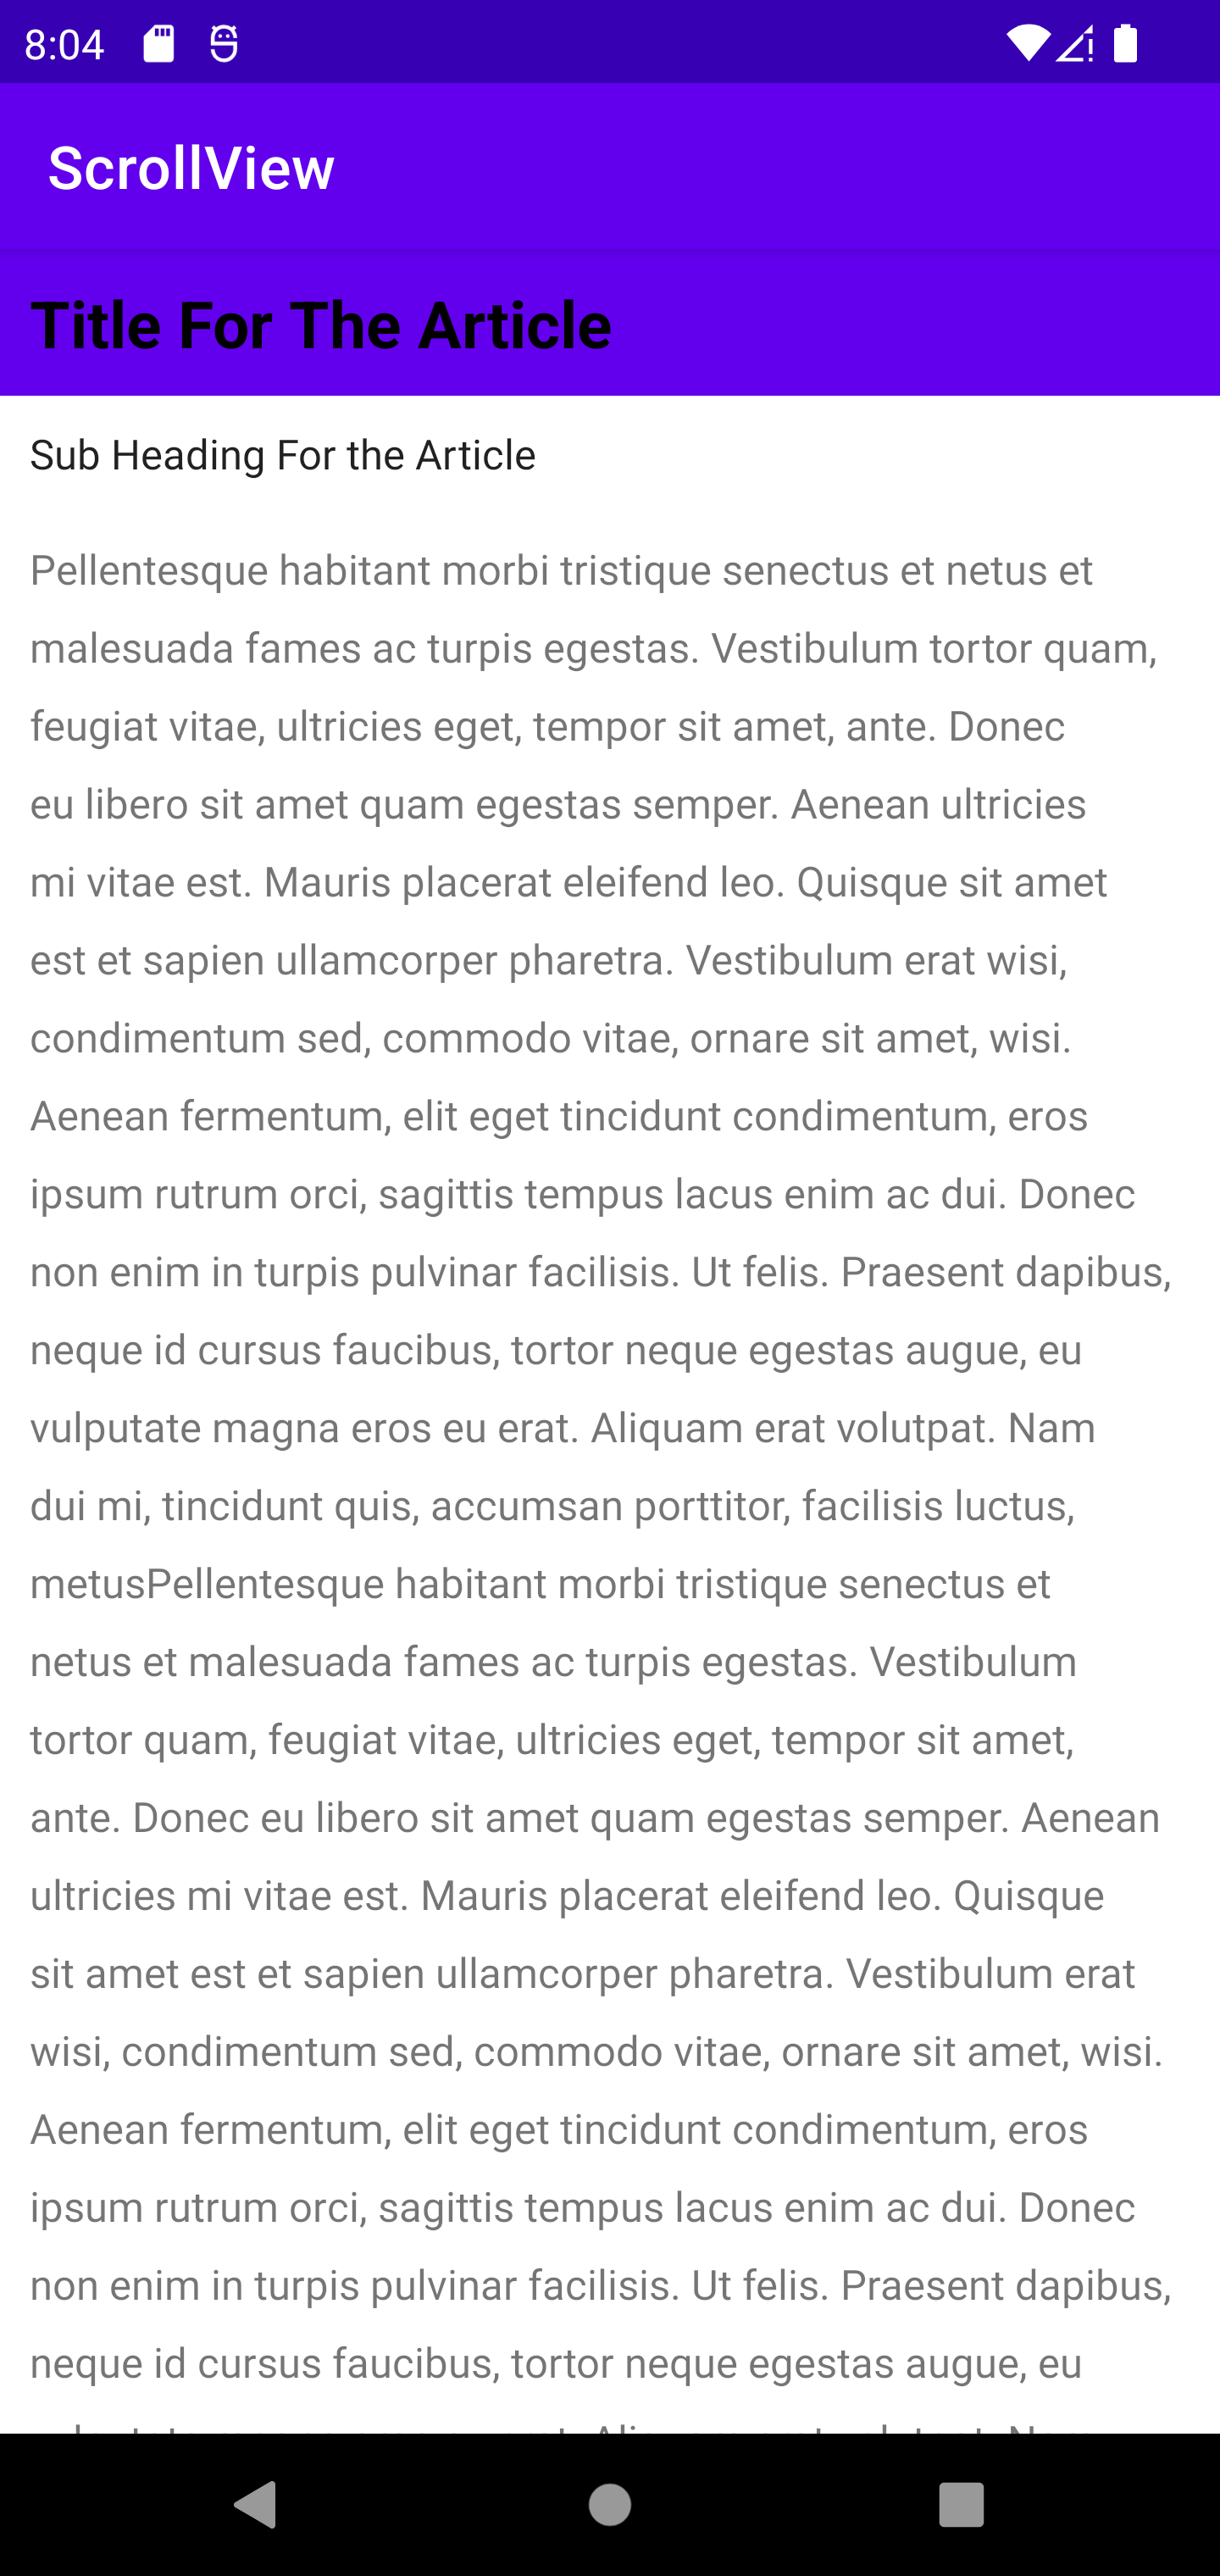 8:04
ScrollView
Title For The Article
Sub Heading For the Article
Pellentesque habitant morbi tristique senectus et netus et
malesuada fames ac turpis egestas. Vestibulum tortor quam,
feugiat vitae, ultricies eget, tempor sit amet, ante. Donec
eu libero sit amet quam egestas semper. Aenean ultricies
mi vitae est. Mauris placerat eleifend leo. Quisque sit amet
est et sapien ullamcorper pharetra. Vestibulum erat wisi,
condimentum sed, commodo vitae, ornare sit amet, wisi.
Aenean fermentum, elit eget tincidunt condimentum, eros
ipsum rutrum orci, sagittis tempus lacus enim ac dui. Donec
non enim in turpis pulvinar facilisis. Ut felis. Praesent dapibus,
neque id cursus faucibus, tortor neque egestas augue, eu
vulputate magna eros eu erat. Aliquam erat volutpat. Nam
dui mi, tincidunt quis, accumsan porttitor, facilisis luctus,
metusPellentesque habitant morbi tristique senectus et
netus et malesuada fames ac turpis egestas. Vestibulum
tortor quam, feugiat vitae, ultricies eget, tempor sit amet,
ante. Donec eu libero sit amet quam egestas semper. Aenean
ultricies mi vitae est. Mauris placerat eleifend leo. Quisque
sit amet est et sapien ullamcorper pharetra. Vestibulum erat
wisi, condimentum sed, commodo vitae, ornare sit amet, wisi.
Aenean fermentum, elit eget tincidunt condimentum, eros
ipsum rutrum orci, sagittis tempus lacus enim ac dui. Donec
non enim in turpis pulvinar facilisis. Ut felis. Praesent dapibus,
neque id cursus faucibus, tortor neque egestas augue, eu